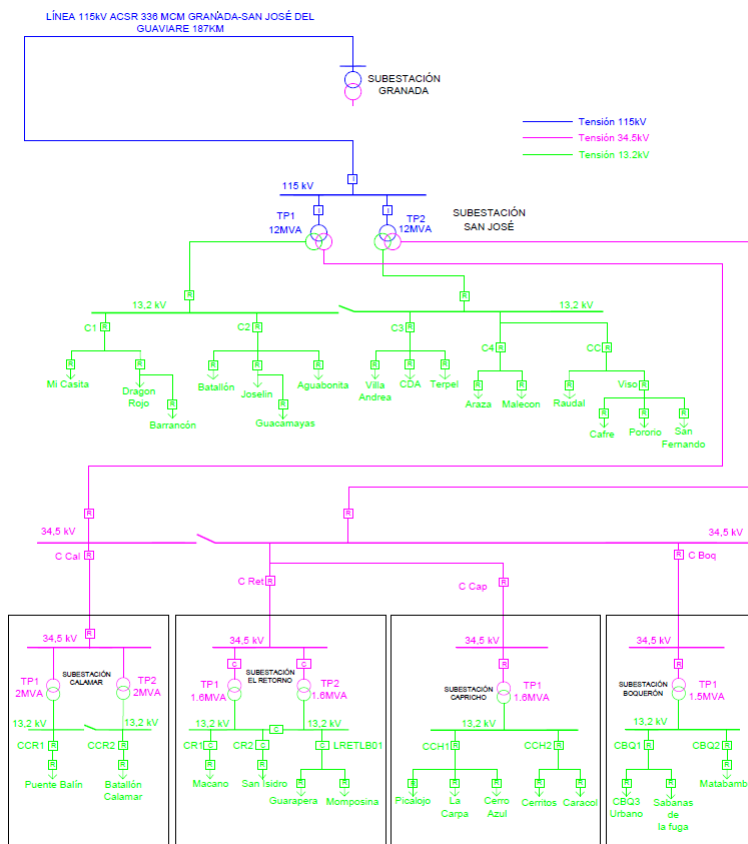 LÍNEA 115kV ACSR 336 MCM GRANADA-SAN JOSÉ DEL
GUAVIARE 187KM
SUBESTACIÓN
GRANADA
Tensión 115kV
Tensión 34.5kV
Tensión 13.2kV
I
115 kV
I
I
TP1
12MVA
TP2
12MVA
SUBESTACIÓN
SAN JOSÉ
R
R
13,2 kV
13,2 kV
C1
R
C2
R
C3
R
C4
R
CC
R
R
R
R
R
R
R
R
R
R
R
R
R
Viso
R
Mi Casita
Dragon
Rojo
Batallón
Joselin
Aguabonita
Villa
Andrea
CDA
Terpel
Araza
Malecon
Raudal
R
R
R
R
R
Barrancón
Guacamayas
Cafre
Pororio
San
Fernando
R
R
34,5 kV
34,5 kV
C Cal
R
C Ret
R
C Cap
R
C Boq
R
34,5 kV
R
SUBESTACIÓN
CALAMAR
TP1
2MVA
TP2
2MVA
13.2 kV
13,2 kV
CCR1
R
CCR2
R
Puente Balín
Batallón
Calamar
34,5 kV
C
C
SUBESTACIÓN
EL RETORNO
TP1
1.6MVA
TP2
1.6MVA
13.2 kV
C
13.2 kV
CR1
C
CR2
C
C
LRETLB01
Macano
San Isidro
R
R
Guarapera
Momposina
34,5 kV
R
SUBESTACIÓN
CAPRICHO
TP1
1.6MVA
13.2 kV
CCH1
R
CCH2
R
R
R
R
R
R
Picalojo
La
Carpa
Cerro
Azul
Cerritos
Caracol
34,5 kV
R
SUBESTACIÓN
BOQUERÓN
TP1
1.5MVA
13.2 kV
CBQ1
R
CBQ2
R
R
R
CBQ3
Urbano
Sabanas
de
la fuga
Matabamb